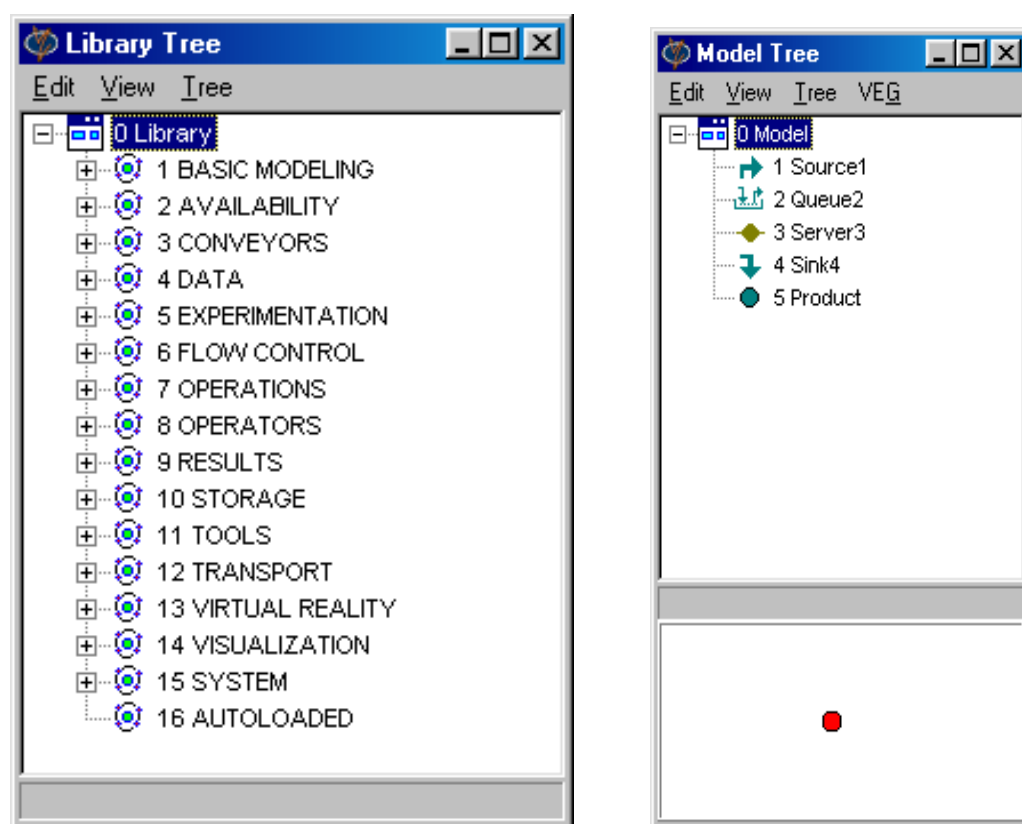 Library Tree
Edit View Tree
0 Library
1 BASIC MODELING
2 AVAILABILITY
3 CONVEYORS
4 DATA
5 EXPERIMENTATION
6 FLOW CONTROL
7 OPERATIONS
8 OPERATORS
9 RESULTS
10 STORAGE
11 TOOLS
12 TRANSPORT
13 VIRTUAL REALITY
14 VISUALIZATION
15 SYSTEM
16 AUTOLOADED
Model Tree
Edit View Tree VEG
0 Model
1 Source1
2 Queue2
3 Server3
4 Sink4
5 Product